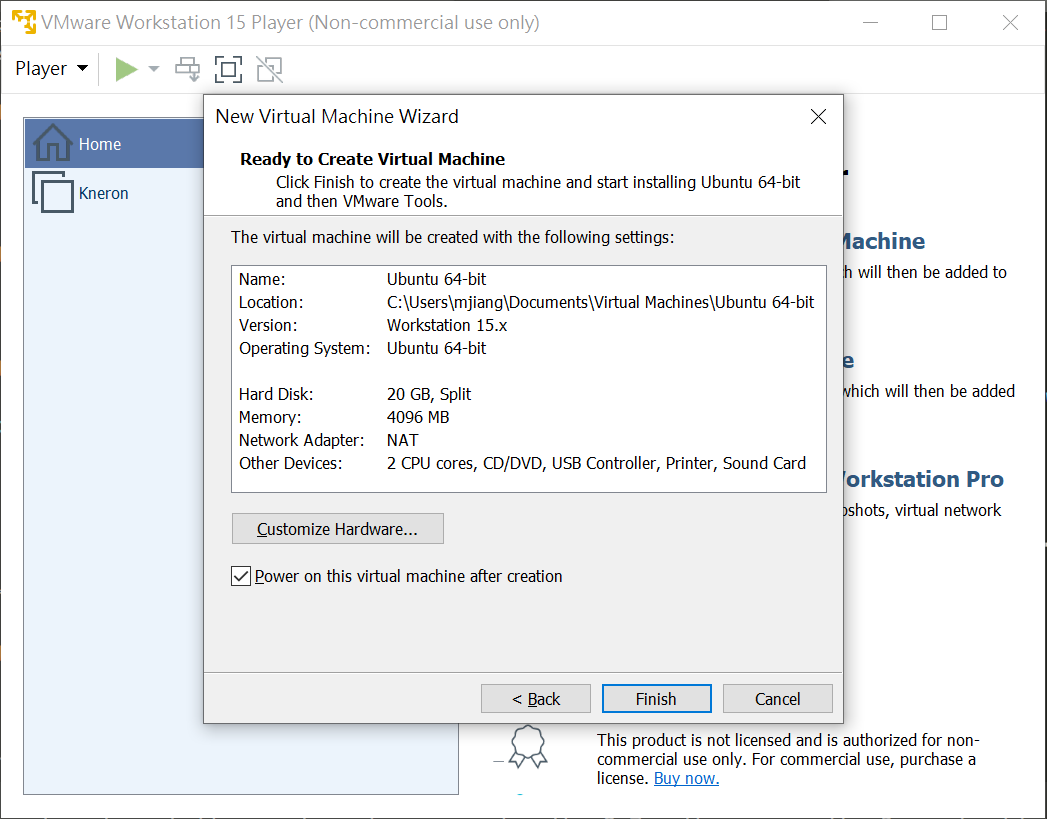 VMware Workstation 15 Player (Non-commercial use only)
Player
Home
Kneron
New Virtual Machine Wizard
Ready to Create Virtual Machine
Click Finish to create the virtual machine and start installing Ubuntu 64-bit
and then VMware Tools.
The virtual machine will be created with the following settings:
Name: Ubuntu 64-bit
Location: C:\Users\mjiang\Documents\Virtual Machines\Ubuntu 64-bit
Version: Workstation 15.x
Operating System: Ubuntu 64-bit
Hard Disk: 20 GB, Split
Memory: 4096 MB
Network Adapter: NAT
Other Devices: 2 CPU cores, CD/DVD, USB Controller, Printer, Sound Card
Customize Hardware...
Power on this virtual machine after creation
< Back
Finish
Cancel
Machine
will then be added to
which will then be added
Workstation Pro
virtual network
This product is not licensed and is authorized for non-
commercial use only. For commercial use, purchase a
license. Buy now.